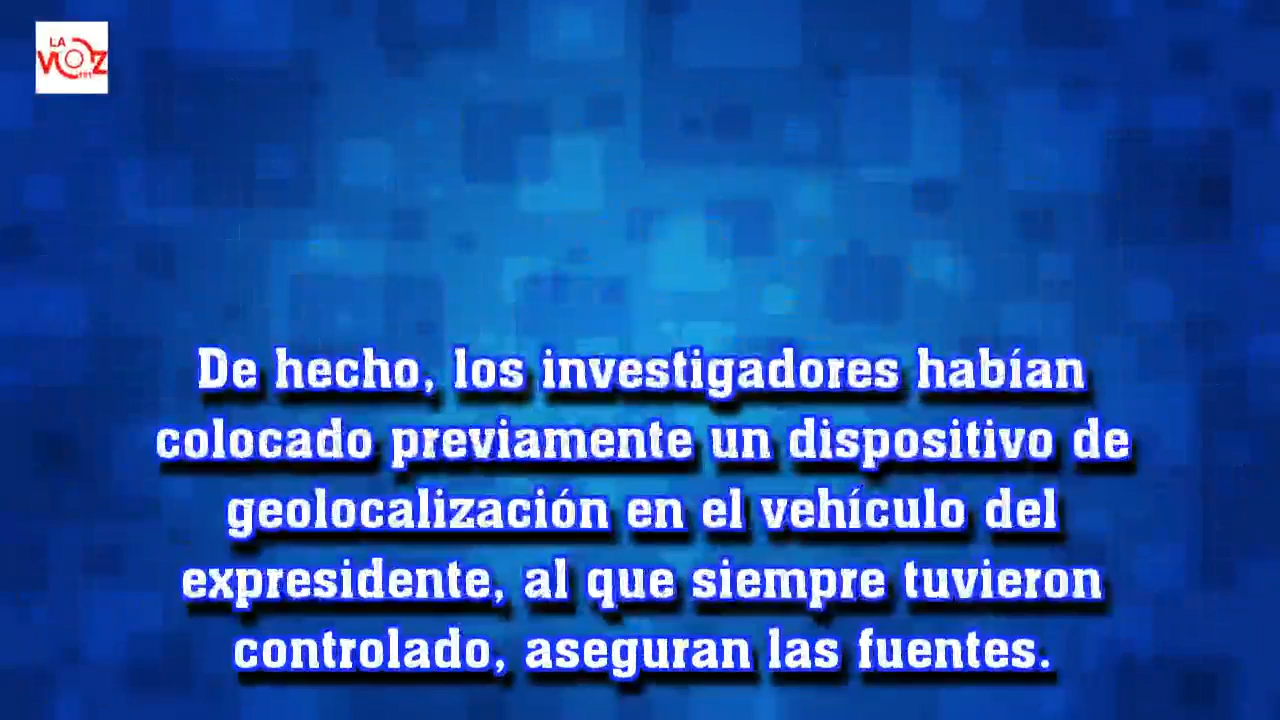 LA
VOZ
De hecho, los investigadores habían
colocado previamente un dispositivo de
geolocalización en el vehículo del
expresidente, al que siempre tuvieron
controlado, aseguran las fuentes.